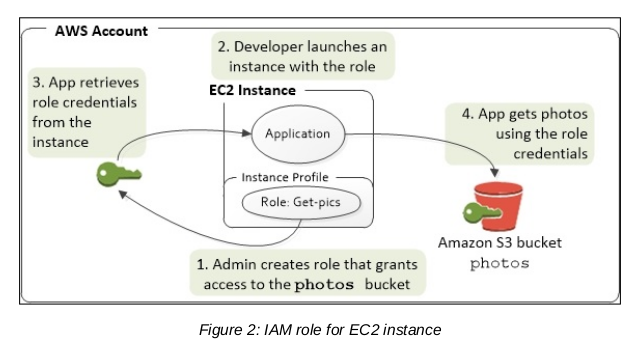 AWS Account
2. Developer launches an
instance with the role
3. App retrieves
role credentials
from the
instance
EC2 Instance
Application
4. App gets photos
using the role
credentials
Instance Profile
Role: Get-pics
Amazon S3 bucket
photos
1. Admin creates role that grants
access to the photos bucket
Figure 2: IAM role for EC2 instance